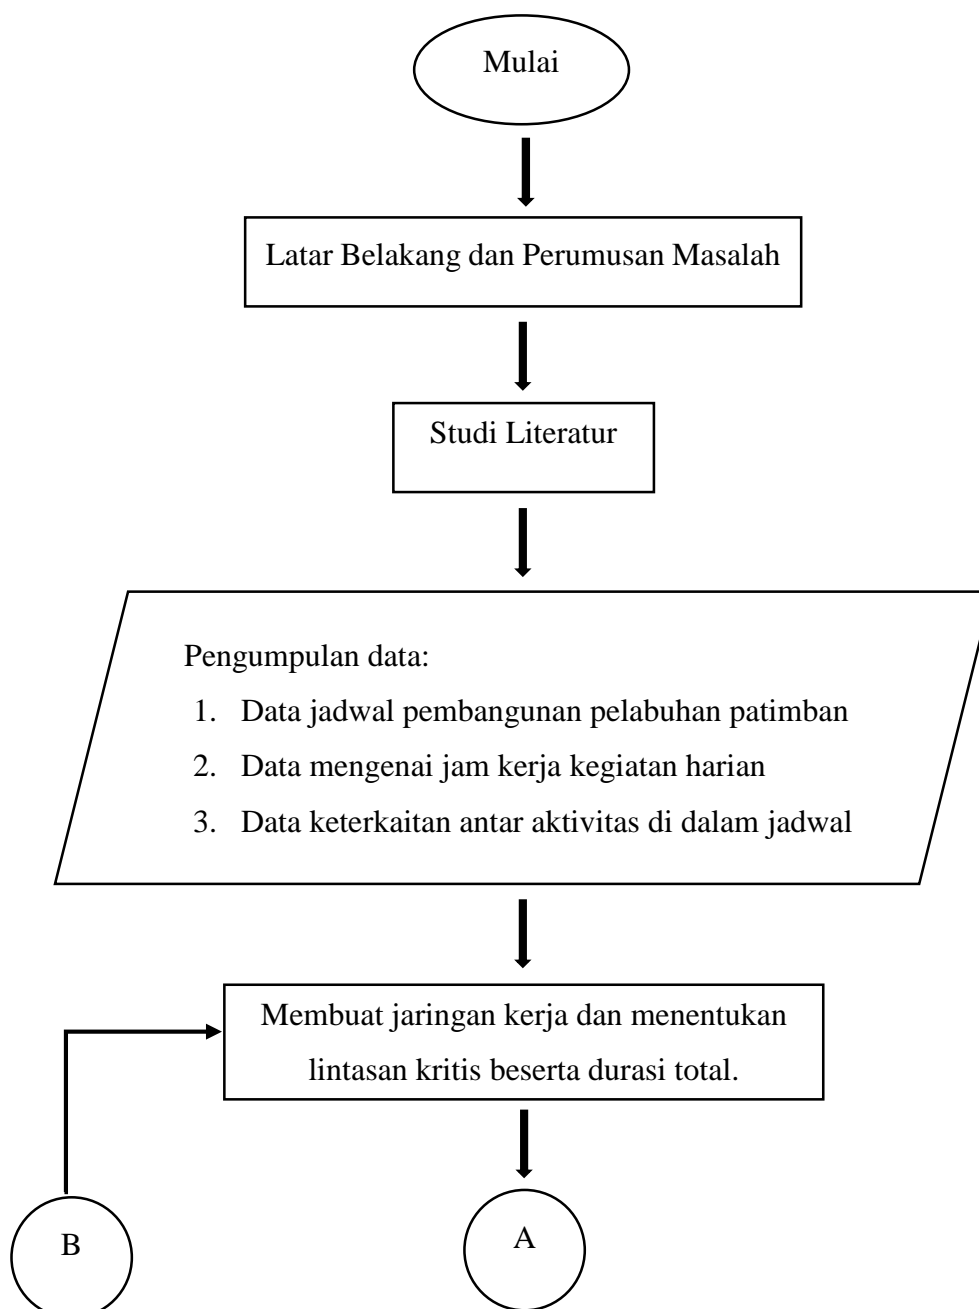 Mulai
Latar Belakang dan Perumusan Masalah
Studi Literatur
Pengumpulan data:
1. Data jadwal pembangunan pelabuhan patimban
2. Data mengenai jam kerja kegiatan harian
3. Data keterkaitan antar aktivitas di dalam jadwal
Membuat jaringan kerja dan menentukan
lintasan kritis beserta durasi total.
B
A